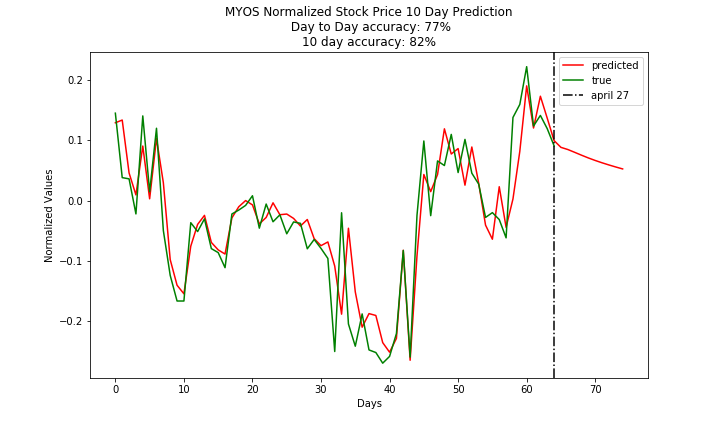 MYOS Normalized Stock Price 10 Day Prediction
Day to Day accuracy: 77%
10 day accuracy: 82%
predicted
true
april 27
Normalized Values
0.2
0.1
0.0
−0.1
−0.2
0 10 20 30 40 50 60 70
Days